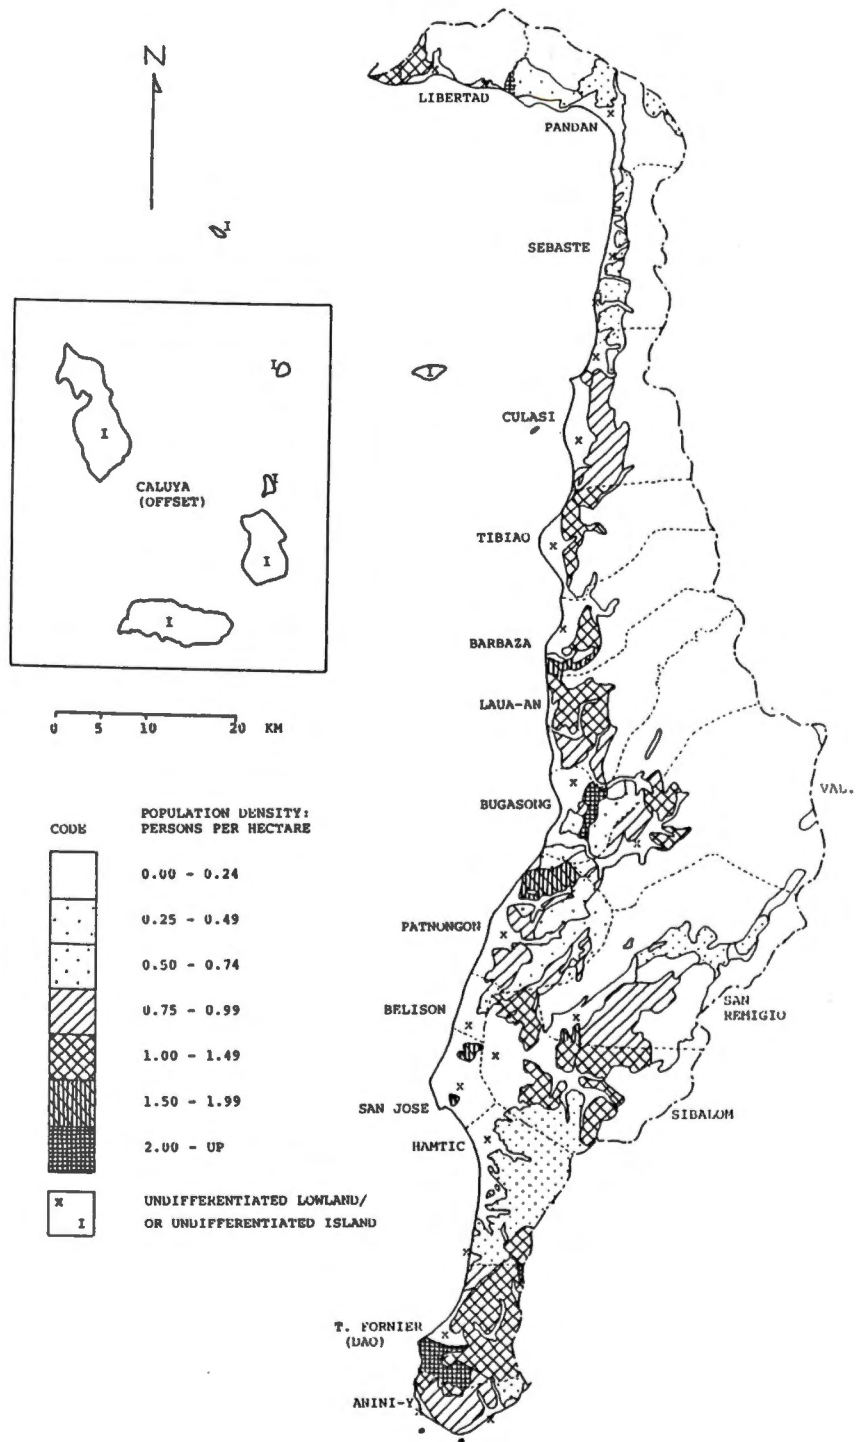 N
LIBERTAD
PANDAN
I
SEBASTE
I
I
CULASI
I
CALUYA
(OFFSET)
I
TIBIAO
I
I
BARBAZA
LAUA-AN
0 5 10 20 KM
VAL.
BUGASONG
CODE
POPULATION DENSITY:
PERSONS PER HECTARE
0.00 - 0.24
0.25 - 0.49
PATNONGON
0.50 - 0.74
0.75 - 0.99
SAN
REMIGIO
BELISON
1.00 - 1.49
1.50 - 1.99
SAN JOSE
SIBALOM
HAMTIC
2.00 - UP
X
I
UNDIFFERENTIATED LOWLAND/
OR UNDIFFERENTIATED ISLAND
T. FORNIER
(DAO)
ANINI-Y